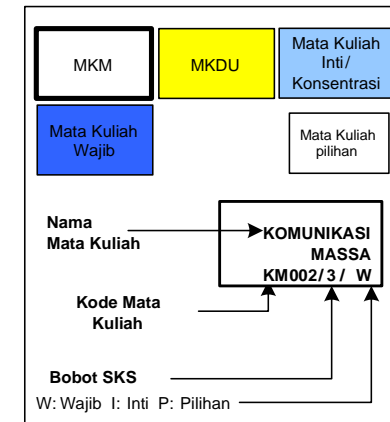 MKM
MKDU
Mata Kuliah
Inti/
Konsentrasi
Mata Kuliah
Wajib
Mata Kuliah
pilihan
Nama
Mata Kuliah
KOMUNIKASI
MASSA
KM002/3/ W
Kode Mata
Kuliah
Bobot SKS
W: Wajib I: Inti P: Pilihan